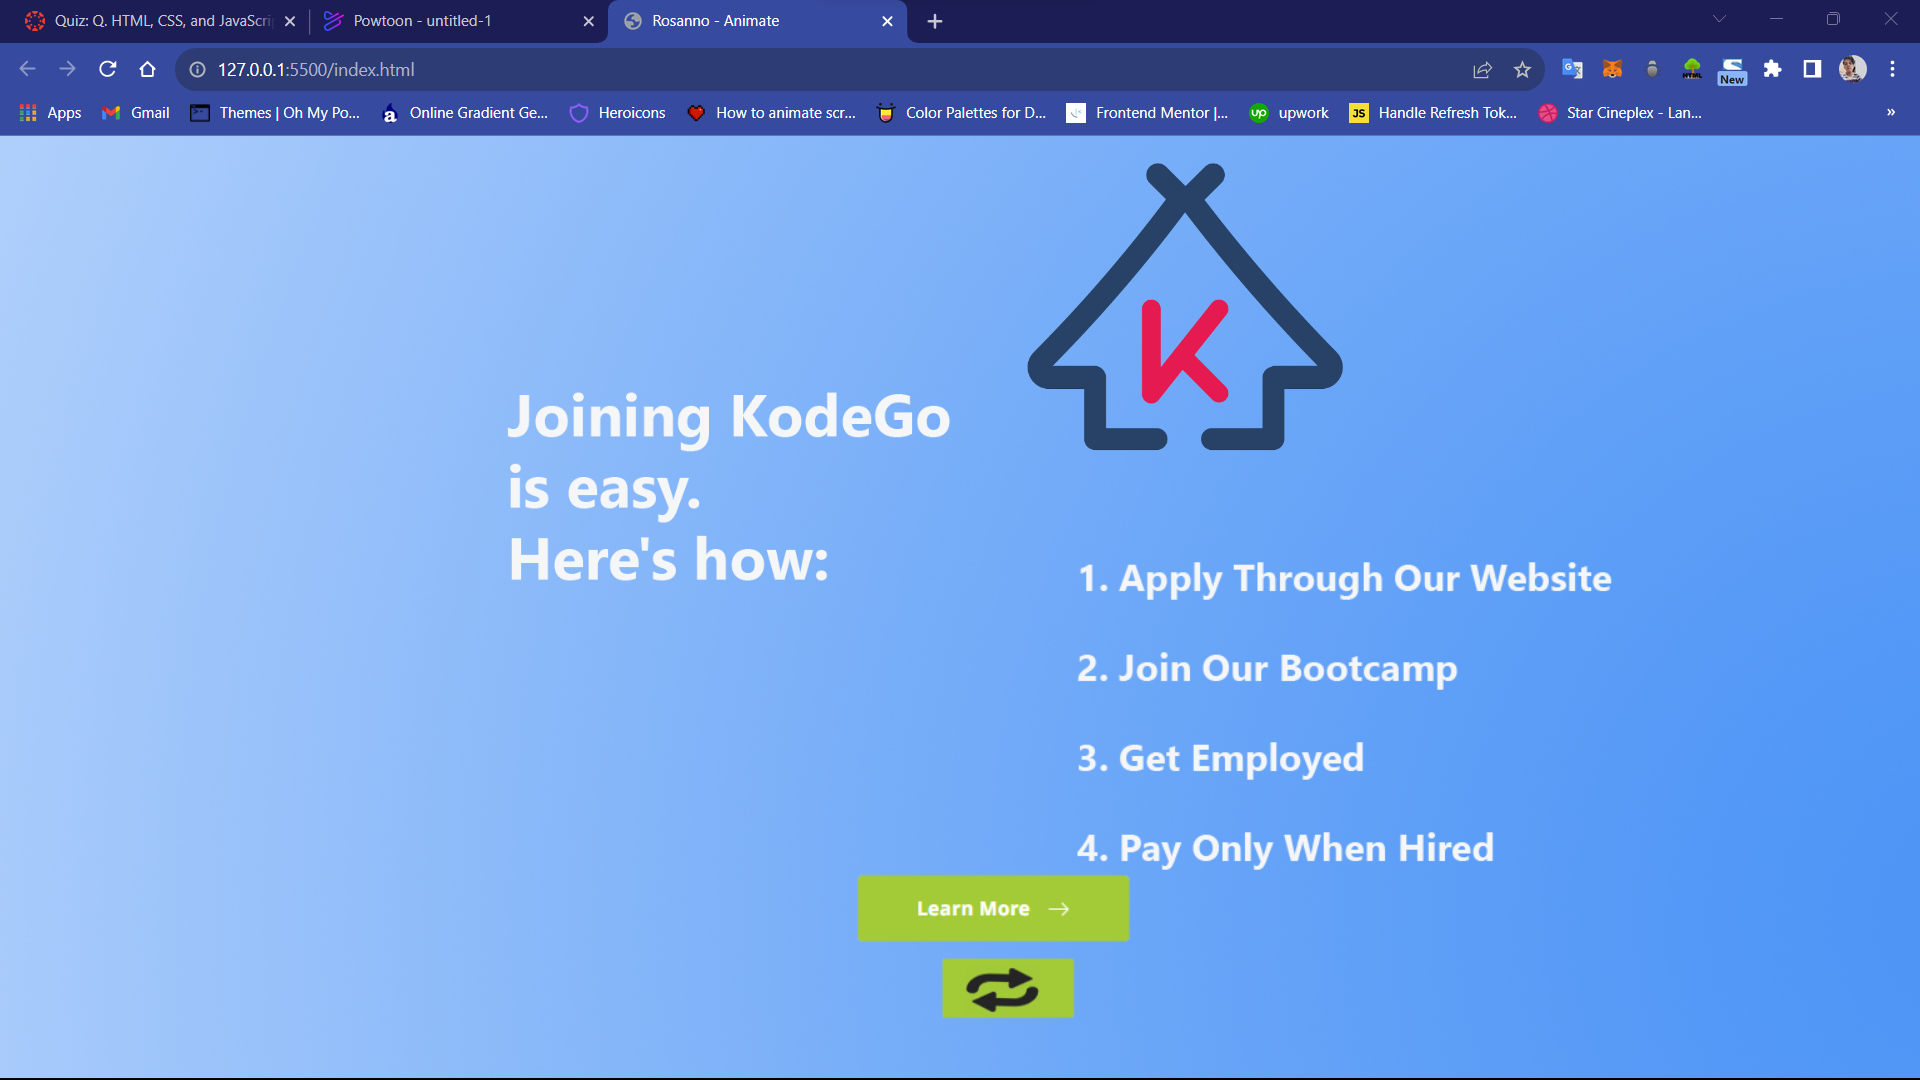 Quiz: Q. HTML, CSS, and JavaScri
Powtoon - untitled-1
Rosanno - Animate
127.0.0.1:5500/index.html
New
Apps
Gmail
Themes | Oh My Po...
Online Gradient Ge...
Heroicons
How to animate scr...
Color Palettes for D...
Frontend Mentor |...
up
upwork
JS
Handle Refresh Tok...
Star Cineplex - Lan...
»
K
Joining KodeGo
is easy.
Here's how:
1. Apply Through Our Website
2. Join Our Bootcamp
3. Get Employed
4. Pay Only When Hired
Learn More →